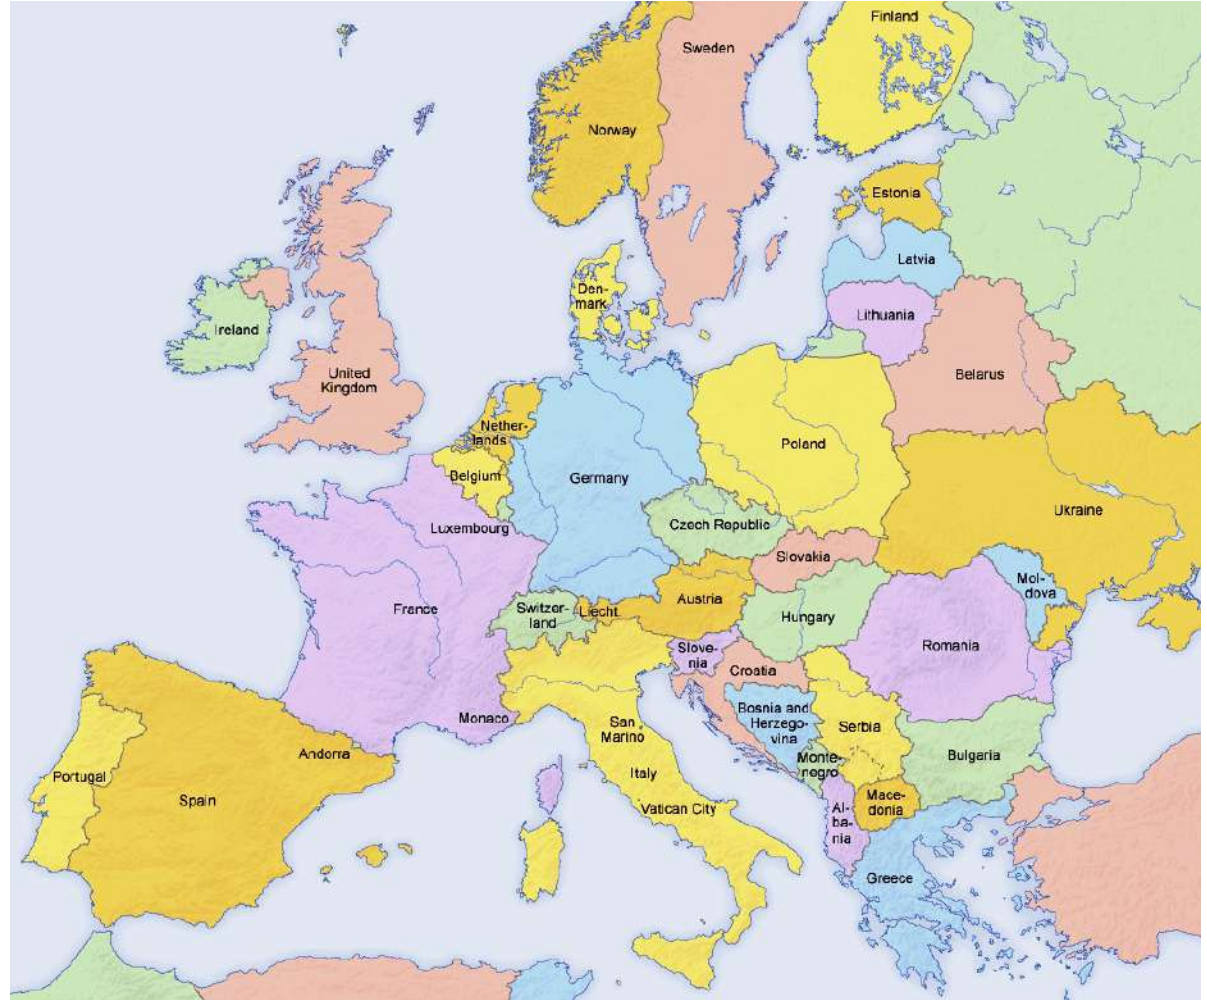 Finland
Sweden
Norway
Estonia
Latvia
Den-
mark
Lithuania
Ireland
United
Kingdom
Belarus
Nether-
lands
Poland
Belgium
Germany
Ukraine
Luxembourg
Czech Republic
Slovakia
Mol-
dova
Austria
France
Switzer-
land
Liecht.
Hungary
Romania
Slove-
nia
Croatia
Bosnia and
Herzego-
vina
Monaco
San
Marino
Serbia
Andorra
Bulgaria
Monte-
negro
Portugal
Italy
Spain
Mace-
donia
Vatican City
Al-
ba-
nia
Greece